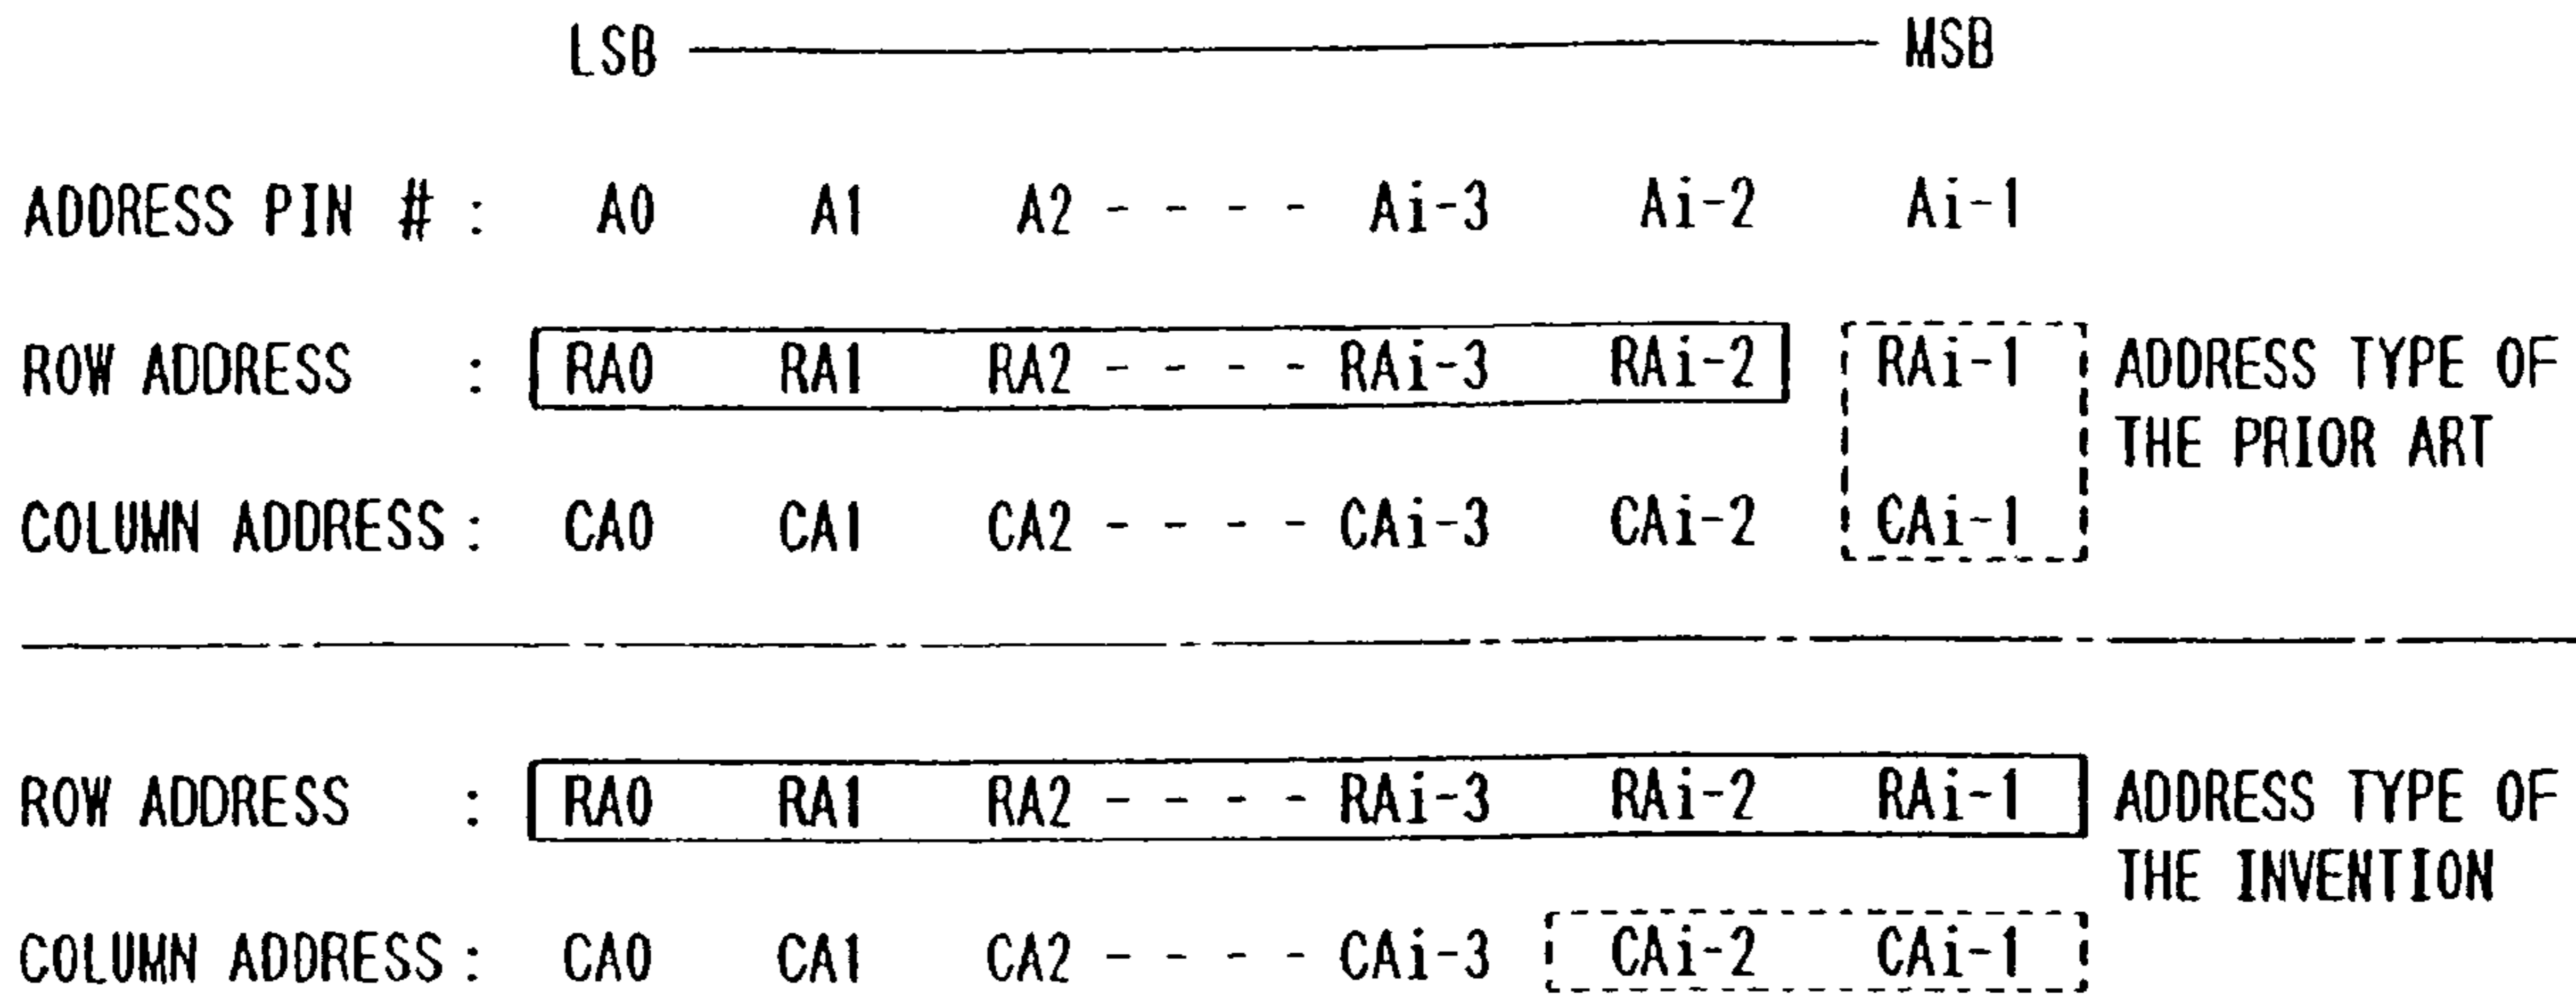 LSB MSB
ADDRESS PIN # : A0 A1 A2 - - - - Ai-3 Ai-2 Ai-1
ROW ADDRESS : RA0 RA1 RA2 - - - - RAi-3 RAi-2 RAi-1 ADDRESS TYPE OF
THE PRIOR ART
COLUMN ADDRESS : CA0 CA1 CA2 - - - - CAi-3 CAi-2 CAi-1
ROW ADDRESS : RA0 RA1 RA2 - - - - RAi-3 RAi-2 RAi-1 ADDRESS TYPE OF
THE INVENTION
COLUMN ADDRESS : CA0 CA1 CA2 - - - - CAi-3 CAi-2 CAi-1